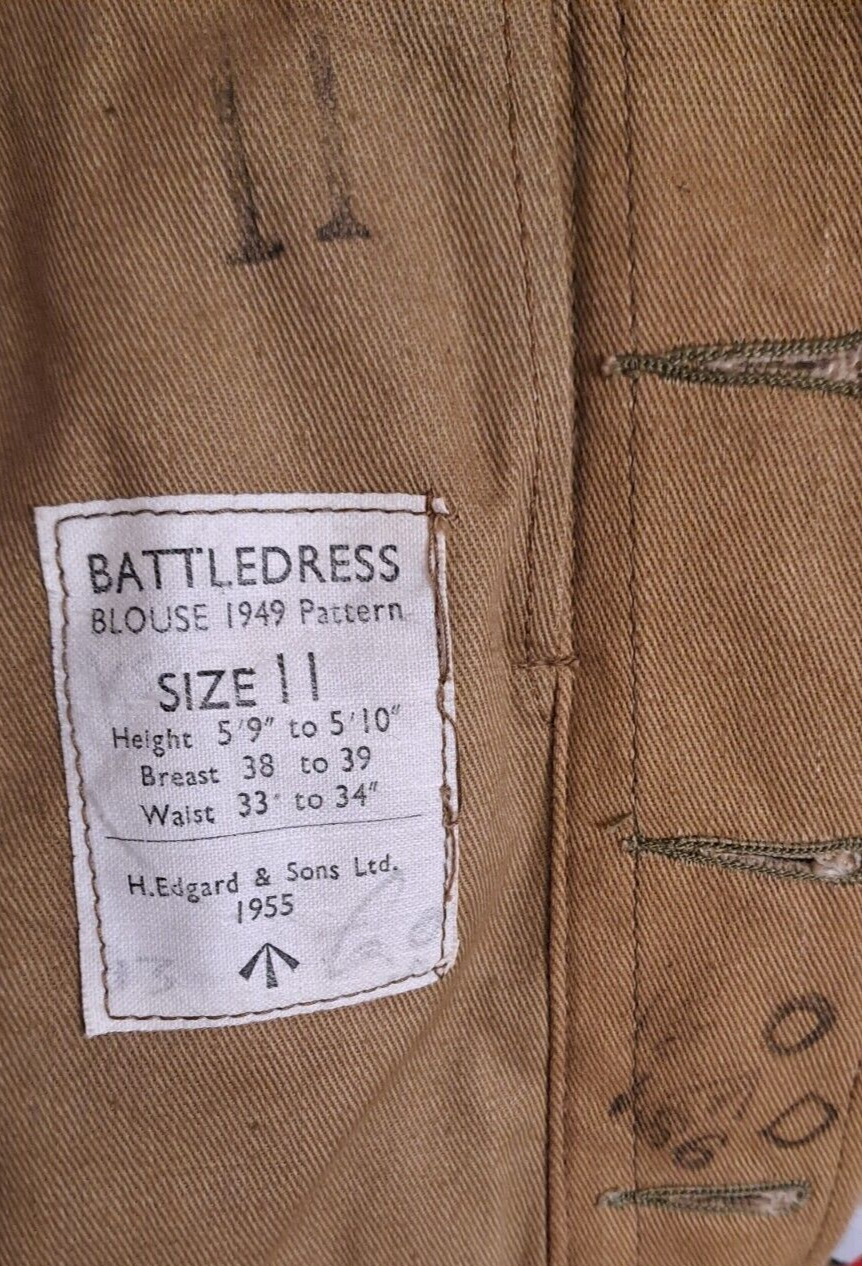 11
BATTLEDRESS
BLOUSE 1949 Pattern
SIZE 11
Height 5'9" to 5'10"
Breast 38 to 39
Waist 33" to 34"
H.Edgard & Sons Ltd.
1955